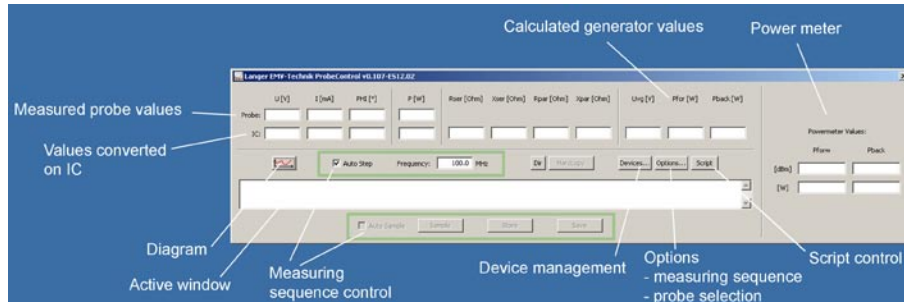 Calculated generator values
Power meter
Langer EMV-Technik ProbeControl v0.107-ES12.02
U [V] I [mA] PHI [°] P [W] Rser [Ohm] Xser [Ohm] Rpar [Ohm] Xpar [Ohm] Uvg [V] Pfor [W] Pback [W]
Measured probe values
Probe:
IC:
Values converted
on IC
Powermeter Values:
Pforw Pback
[dBm]
[W]
Auto Step Frequency: 100.0 MHz Dir Devices... Options... Script
Auto Sample Sample Store Save
Diagram
Active window
Measuring
sequence control
Device management
Options
- measuring sequence
- probe selection
Script control